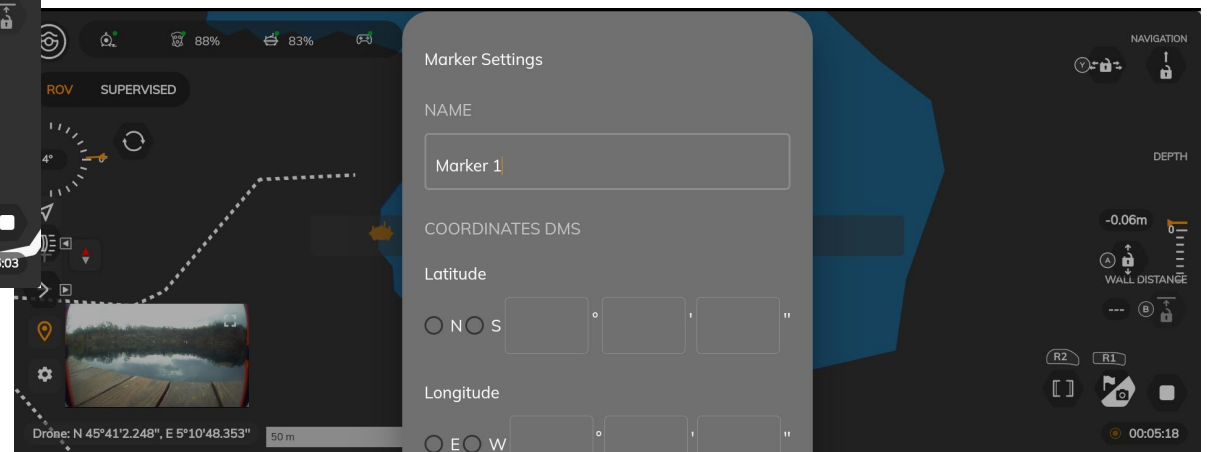 88%
83%
ROV SUPERVISED
4°
0°
:03
Marker Settings
NAME
Marker 1
COORDINATES DMS
Latitude
N S ° ' "
Longitude
E W ° ' "
NAVIGATION
Y
DEPTH
-0.06m
0
A
WALL DISTANCE
--- B
R2 R1
Drone: N 45°41'2.248", E 5°10'48.353"
50 m
00:05:18